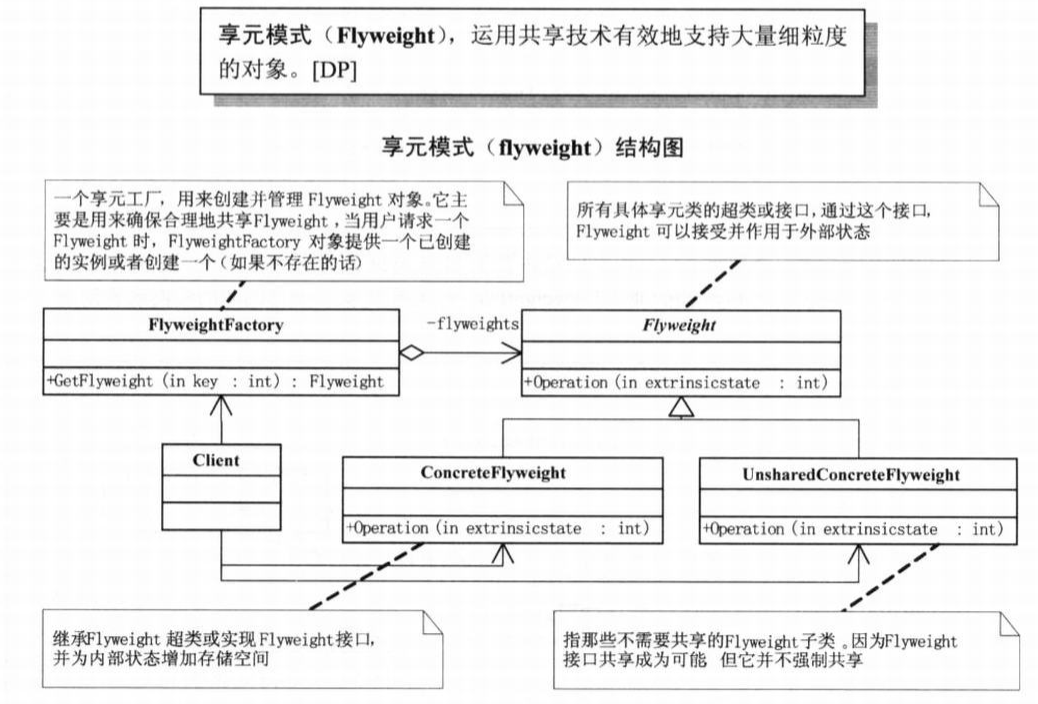 享元模式（Flyweight），运用共享技术有效地支持大量细粒度
的对象。[DP]
享元模式（flyweight）结构图
一个享元工厂，用来创建并管理Flyweight 对象。它主
要是用来确保合理地共享Flyweight，当用户请求一个
Flyweight 时，FlyweightFactory 对象提供一个已创建
的实例或者创建一个（如果不存在的话）
所有具体享元类的超类或接口，通过这个接口，
Flyweight 可以接受并作用于外部状态
FlyweightFactory
+GetFlyweight (in key : int) : Flyweight
-flyweights
Flyweight
+Operation (in extrinsicstate : int)
Client
ConcreteFlyweight
+Operation (in extrinsicstate : int)
UnsharedConcreteFlyweight
+Operation (in extrinsicstate : int)
继承Flyweight 超类或实现 Flyweight接口，
并为内部状态增加存储空间
指那些不需要共享的Flyweight子类。因为Flyweight
接口共享成为可能 但它并不强制共享